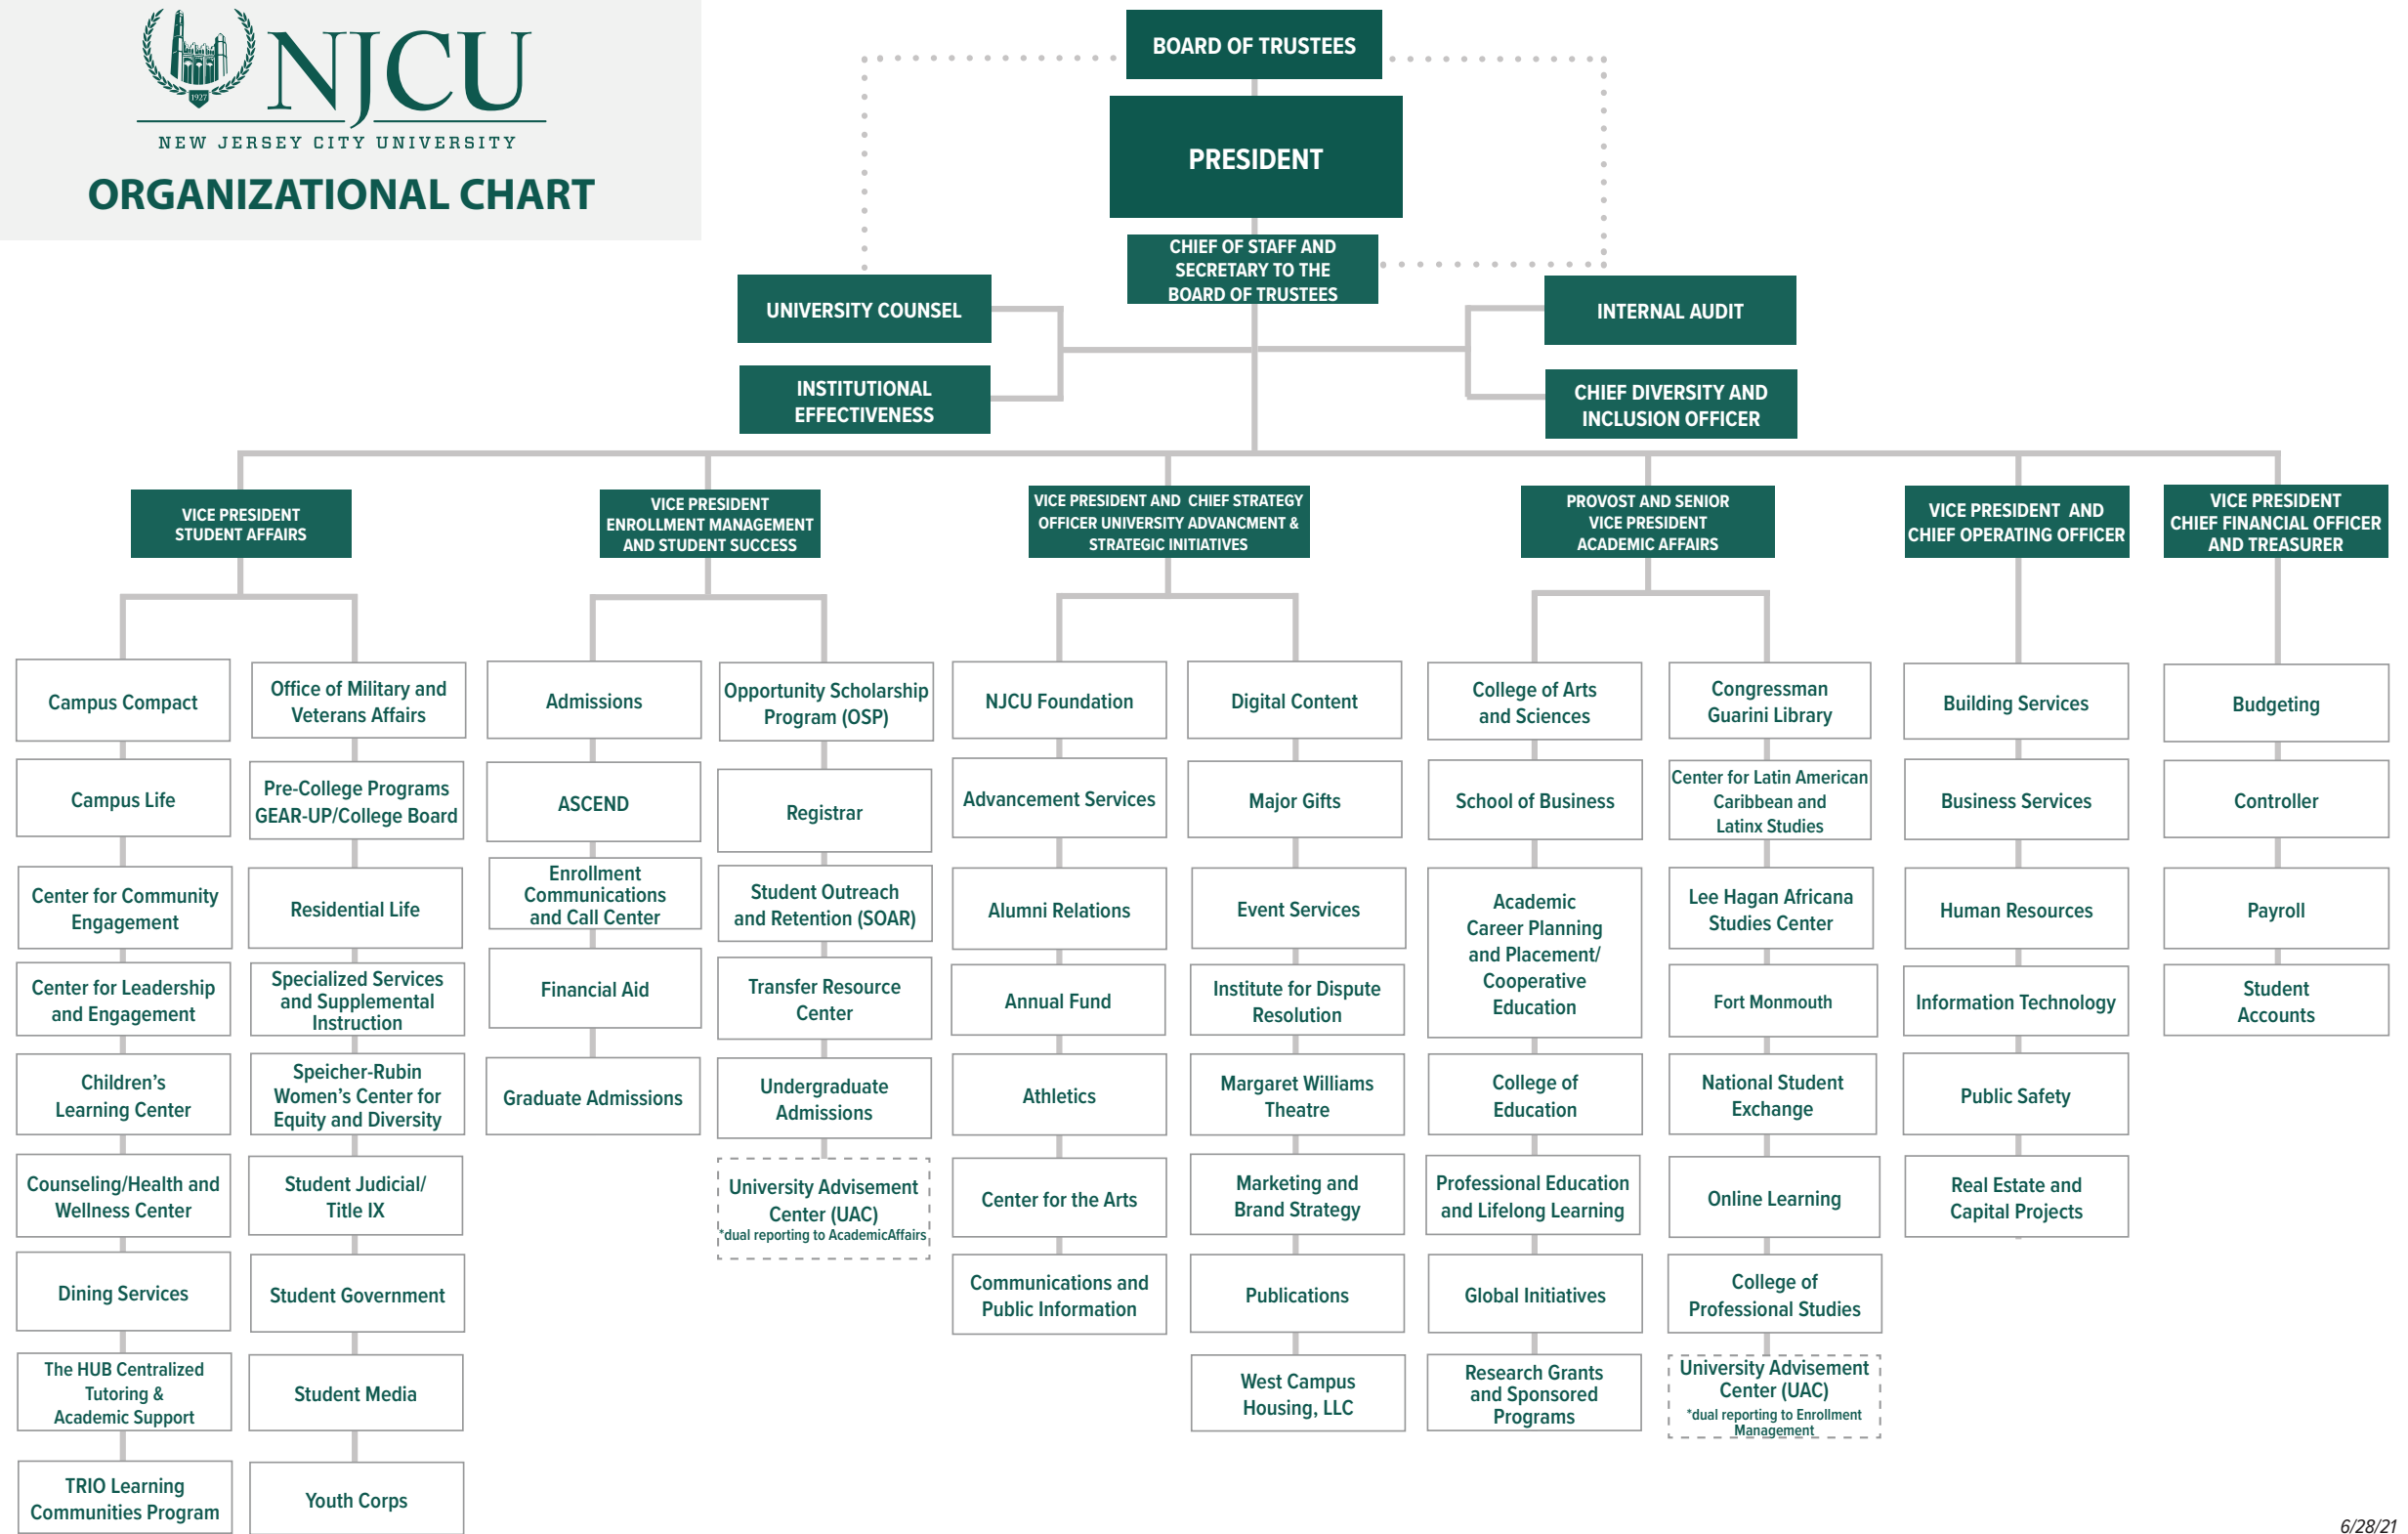 1927
NJCU
NEW JERSEY CITY UNIVERSITY
ORGANIZATIONAL CHART
BOARD OF TRUSTEES
PRESIDENT
CHIEF OF STAFF AND
SECRETARY TO THE
BOARD OF TRUSTEES
UNIVERSITY COUNSEL
INTERNAL AUDIT
INSTITUTIONAL
EFFECTIVENESS
CHIEF DIVERSITY AND
INCLUSION OFFICER
VICE PRESIDENT
STUDENT AFFAIRS
VICE PRESIDENT
ENROLLMENT MANAGEMENT
AND STUDENT SUCCESS
VICE PRESIDENT AND CHIEF STRATEGY
OFFICER UNIVERSITY ADVANCMENT &
STRATEGIC INITIATIVES
PROVOST AND SENIOR
VICE PRESIDENT
ACADEMIC AFFAIRS
VICE PRESIDENT AND
CHIEF OPERATING OFFICER
VICE PRESIDENT
CHIEF FINANCIAL OFFICER
AND TREASURER
Campus Compact
Campus Life
Center for Community
Engagement
Center for Leadership
and Engagement
Children's
Learning Center
Counseling/Health and
Wellness Center
Dining Services
The HUB Centralized
Tutoring &
Academic Support
TRIO Learning
Communities Program
Office of Military and
Veterans Affairs
Pre-College Programs
GEAR-UP/College Board
Residential Life
Specialized Services
and Supplemental
Instruction
Speicher-Rubin
Women's Center for
Equity and Diversity
Student Judicial/
Title IX
Student Government
Student Media
Youth Corps
Admissions
ASCEND
Enrollment
Communications
and Call Center
Financial Aid
Graduate Admissions
Opportunity Scholarship
Program (OSP)
Registrar
Student Outreach
and Retention (SOAR)
Transfer Resource
Center
Undergraduate
Admissions
University Advisement
Center (UAC)
*dual reporting to AcademicAffairs
NJCU Foundation
Advancement Services
Alumni Relations
Annual Fund
Athletics
Center for the Arts
Communications and
Public Information
Digital Content
Major Gifts
Event Services
Institute for Dispute
Resolution
Margaret Williams
Theatre
Marketing and
Brand Strategy
Publications
West Campus
Housing, LLC
College of Arts
and Sciences
School of Business
Academic
Career Planning
and Placement/
Cooperative
Education
College of
Education
Professional Education
and Lifelong Learning
Global Initiatives
Research Grants
and Sponsored
Programs
Congressman
Guarini Library
Center for Latin American
Caribbean and
Latinx Studies
Lee Hagan Africana
Studies Center
Fort Monmouth
National Student
Exchange
Online Learning
College of
Professional Studies
University Advisement
Center (UAC)
*dual reporting to Enrollment
Management
Building Services
Business Services
Human Resources
Information Technology
Public Safety
Real Estate and
Capital Projects
Budgeting
Controller
Payroll
Student
Accounts
6/28/21